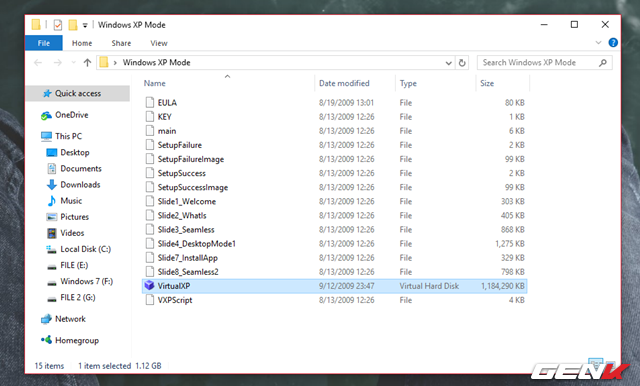 Windows XP Mode
File Home Share View
Windows XP Mode Search Windows XP Mode
Name Date modified Type Size
Quick access
OneDrive
This PC
Desktop
Documents
Downloads
Music
Pictures
Videos
Local Disk (C:)
FILE (E:)
Windows 7 (F:)
FILE 2 (G:)
Network
Homegroup
EULA 8/19/2009 13:01 File 80 KB
KEY 8/13/2009 12:26 File 1 KB
main 8/13/2009 12:26 File 6 KB
SetupFailure 8/13/2009 12:26 File 2 KB
SetupFailureImage 8/13/2009 12:26 File 99 KB
SetupSuccess 8/13/2009 12:26 File 2 KB
SetupSuccessImage 8/13/2009 12:26 File 99 KB
Slide1_Welcome 8/13/2009 12:26 File 303 KB
Slide2_WhatIs 8/13/2009 12:26 File 405 KB
Slide3_Seamless 8/13/2009 12:26 File 868 KB
Slide4_DesktopMode1 8/13/2009 12:26 File 1,275 KB
Slide7_InstallApp 8/13/2009 12:26 File 329 KB
Slide8_Seamless2 8/13/2009 12:26 File 798 KB
VirtualXP 9/12/2009 23:47 Virtual Hard Disk 1,184,290 KB
VXPScript 8/13/2009 12:26 File 4 KB
15 items 1 item selected 1.12 GB
GENK